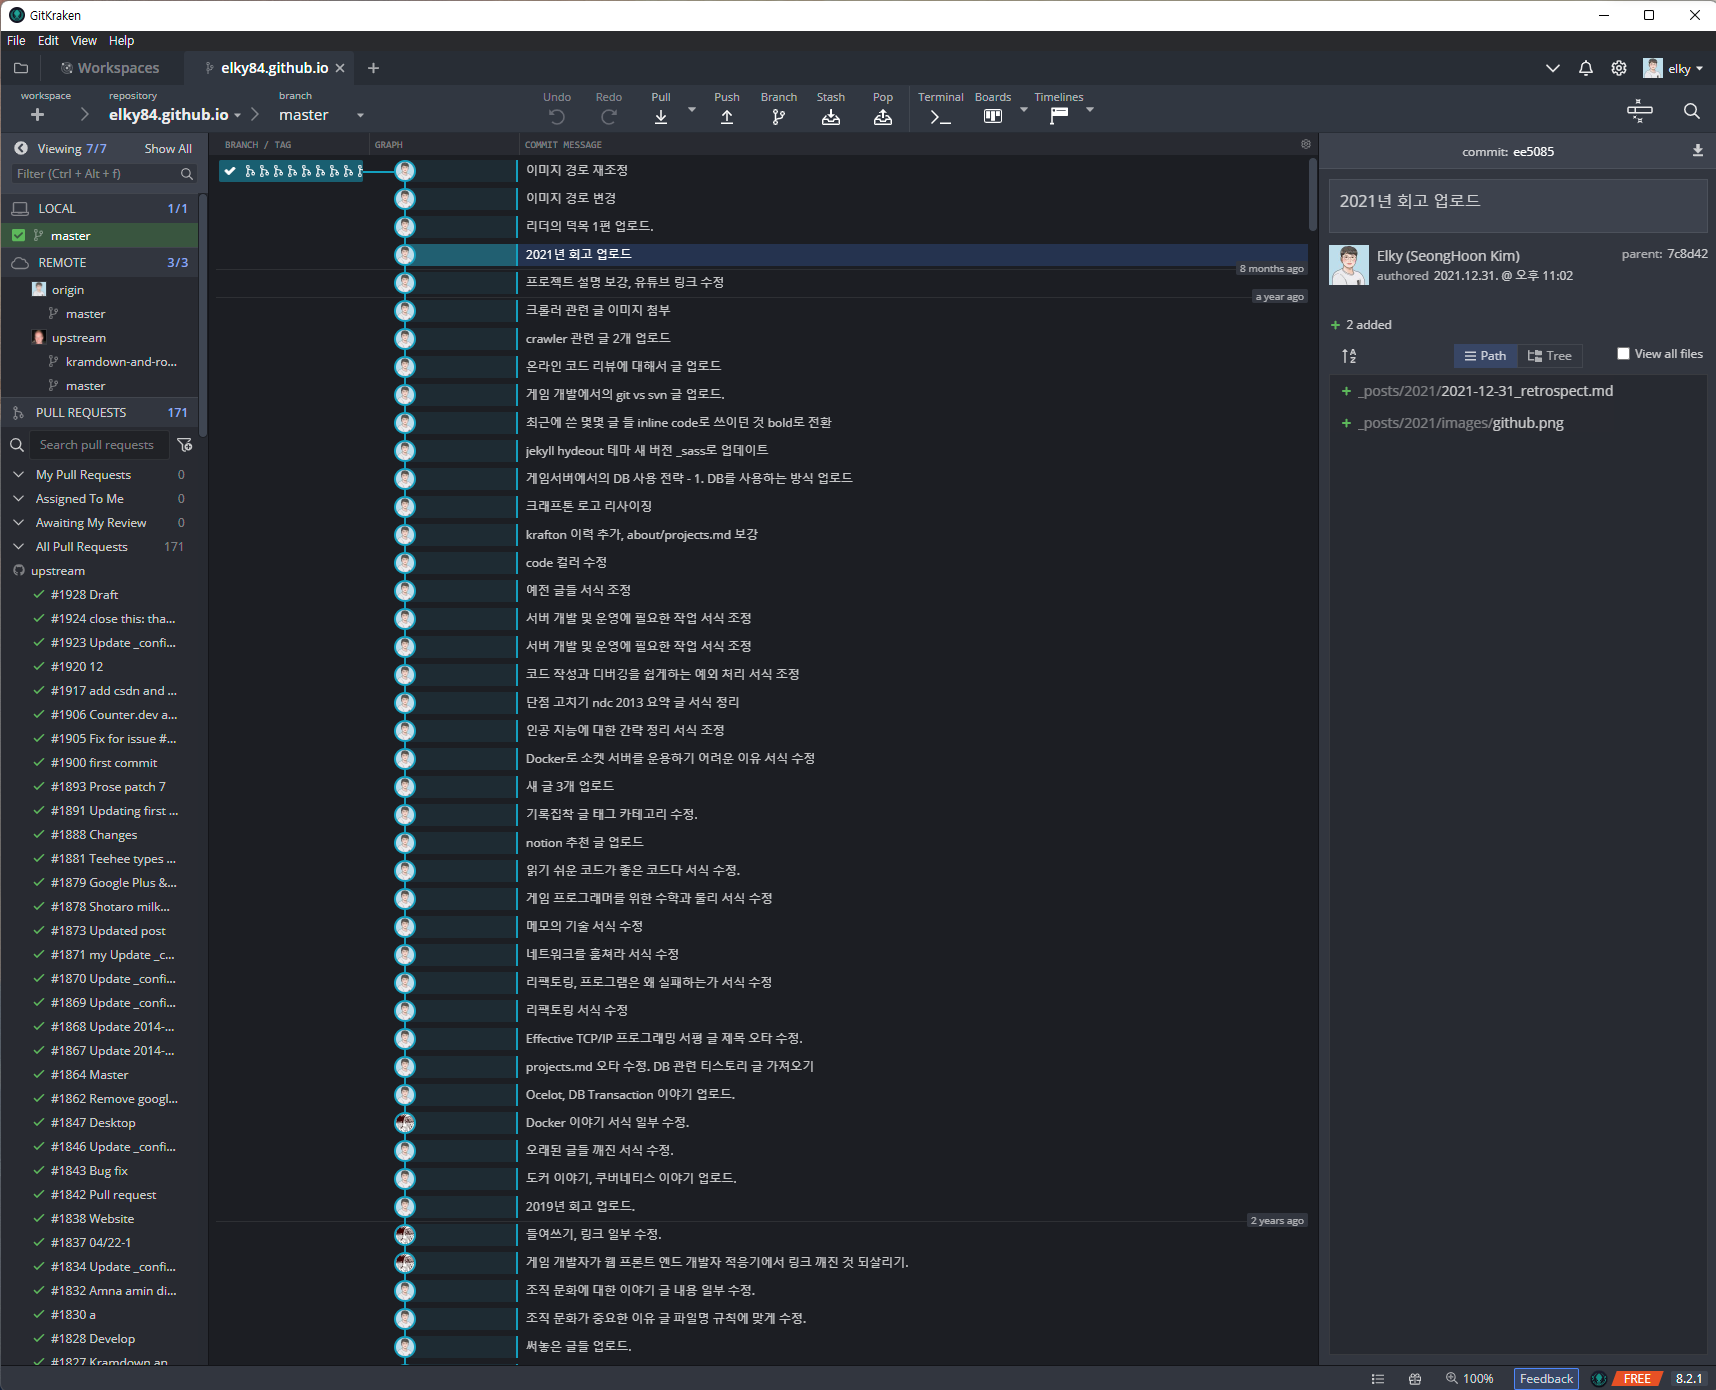 GitKraken
File Edit View Help
Workspaces
elky84.github.io
elky
workspace
repository
elky84.github.io
branch
master
Undo
Redo
Pull
Push
Branch
Stash
Pop
Terminal
Boards
Timelines
Viewing 7/7
Show All
Filter (Ctrl + Alt + f)
LOCAL 1/1
master
REMOTE 3/3
origin
master
upstream
kramdown-and-ro...
master
PULL REQUESTS 171
Search pull requests
My Pull Requests 0
Assigned To Me 0
Awaiting My Review 0
All Pull Requests 171
upstream
#1928 Draft
#1924 close this: tha...
#1923 Update _confi...
#1920 12
#1917 add csdn and ...
#1906 Counter.dev a...
#1905 Fix for issue #...
#1900 first commit
#1893 Prose patch 7
#1891 Updating first ...
#1888 Changes
#1881 Teehee types ...
#1879 Google Plus &...
#1878 Shotaro milk...
#1873 Updated post
#1871 my Update _c...
#1870 Update _confi...
#1869 Update _confi...
#1868 Update 2014-...
#1867 Update 2014-...
#1864 Master
#1862 Remove googl...
#1847 Desktop
#1846 Update _confi...
#1843 Bug fix
#1842 Pull request
#1838 Website
#1837 04/22-1
#1834 Update _confi...
#1832 Amna amin di...
#1830 a
#1828 Develop
#1827 Kramdown an
BRANCH / TAG
GRAPH
COMMIT MESSAGE
이미지 경로 재조정
이미지 경로 변경
리더의 덕목 1편 업로드.
2021년 회고 업로드
8 months ago
프로젝트 설명 보강, 유튜브 링크 수정
a year ago
크롤러 관련 글 이미지 첨부
crawler 관련 글 2개 업로드
온라인 코드 리뷰에 대해서 글 업로드
게임 개발에서의 git vs svn 글 업로드.
최근에 쓴 몇몇 글 들 inline code로 쓰이던 것 bold로 전환
jekyll hydeout 테마 새 버전 _sass로 업데이트
게임서버에서의 DB 사용 전략 - 1. DB를 사용하는 방식 업로드
크래프톤 로고 리사이징
krafton 이력 추가, about/projects.md 보강
code 컬러 수정
예전 글들 서식 조정
서버 개발 및 운영에 필요한 작업 서식 조정
서버 개발 및 운영에 필요한 작업 서식 조정
코드 작성과 디버깅을 쉽게하는 예외 처리 서식 조정
단점 고치기 ndc 2013 요약 글 서식 정리
인공 지능에 대한 간략 정리 서식 조정
Docker로 소켓 서버를 운용하기 어려운 이유 서식 수정
새 글 3개 업로드
기록집착 글 태그 카테고리 수정.
notion 추천 글 업로드
읽기 쉬운 코드가 좋은 코드다 서식 수정.
게임 프로그래머를 위한 수학과 물리 서식 수정
메모의 기술 서식 수정
네트워크를 훔쳐라 서식 수정
리팩토링, 프로그램은 왜 실패하는가 서식 수정
리팩토링 서식 수정
Effective TCP/IP 프로그래밍 서평 글 제목 오타 수정.
projects.md 오타 수정. DB 관련 티스토리 글 가져오기
Ocelot, DB Transaction 이야기 업로드.
Docker 이야기 서식 일부 수정.
오래된 글들 깨진 서식 수정.
도커 이야기, 쿠버네티스 이야기 업로드.
2019년 회고 업로드.
2 years ago
들여쓰기, 링크 일부 수정.
게임 개발자가 웹 프론트 엔드 개발자 적응기에서 링크 깨진 것 되살리기.
조직 문화에 대한 이야기 글 내용 일부 수정.
조직 문화가 중요한 이유 글 파일명 규칙에 맞게 수정.
써놓은 글들 업로드.
commit: ee5085
2021년 회고 업로드
Elky (SeongHoon Kim)
parent: 7c8d42
authored 2021.12.31. @ 오후 11:02
2 added
Path
Tree
View all files
_posts/2021/2021-12-31_retrospect.md
_posts/2021/images/github.png
100%
Feedback
FREE
8.2.1